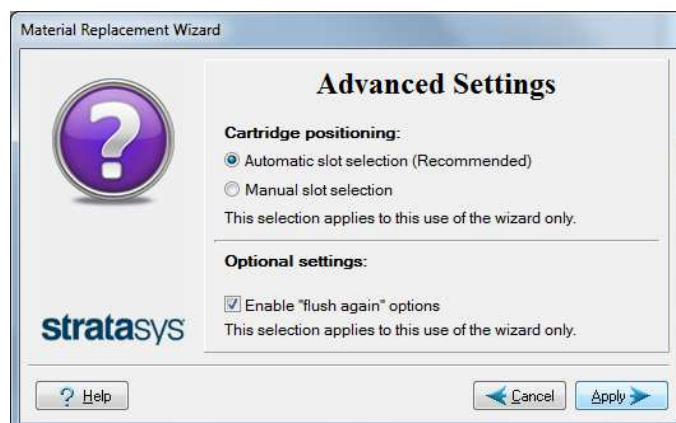 Material Replacement Wizard
Advanced Settings
Cartridge positioning:
Automatic slot selection (Recommended)
Manual slot selection
This selection applies to this use of the wizard only.
Optional settings:
Enable "flush again" options
This selection applies to this use of the wizard only.
stratasys
? Help
Cancel
Apply